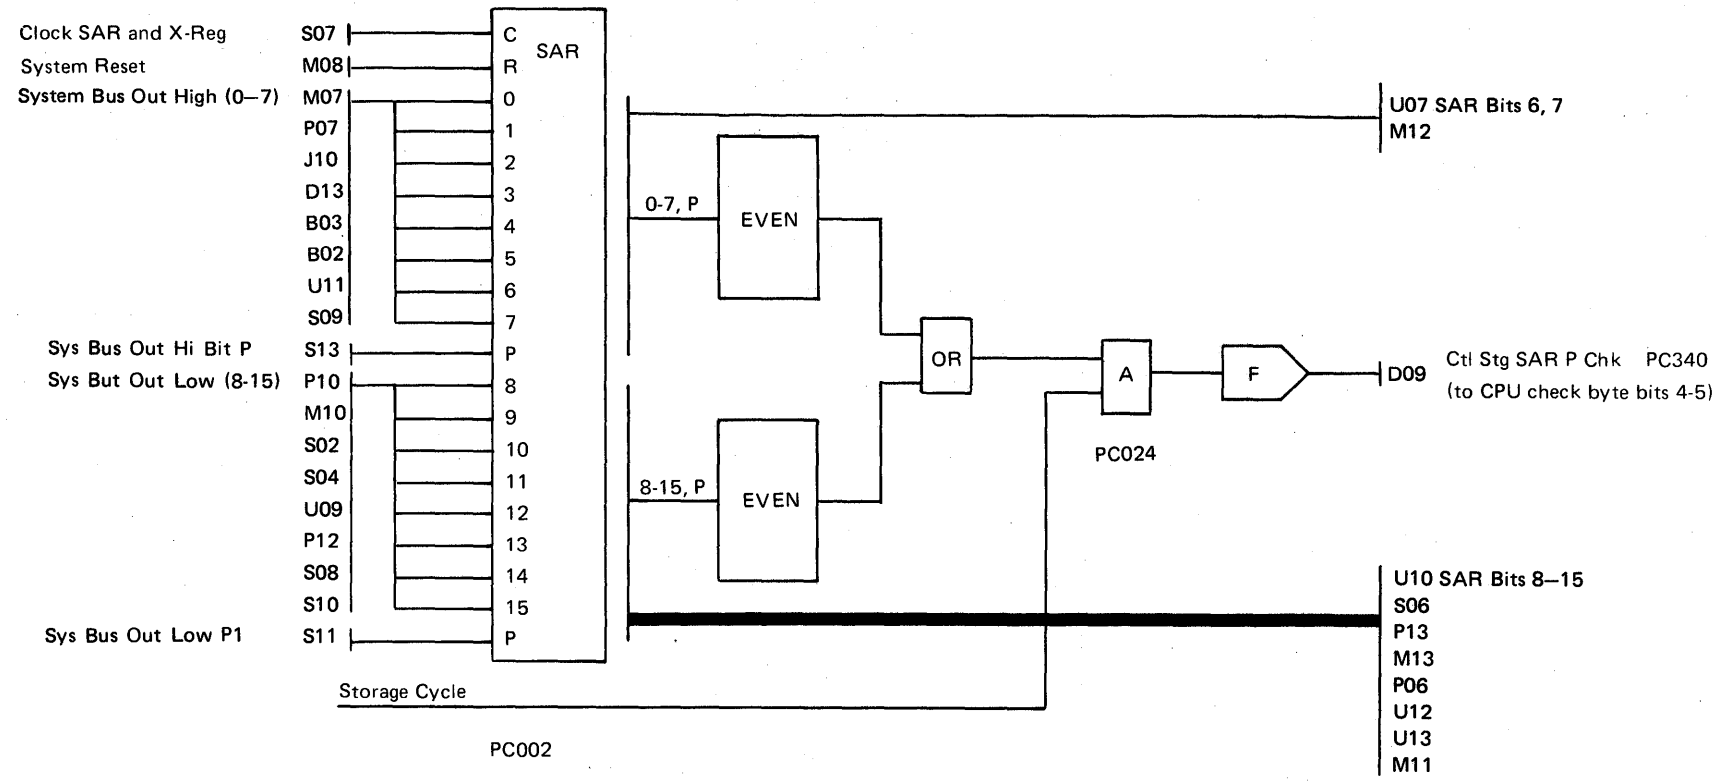 Clock SAR and X-Reg S07 C SAR
System Reset M08 R
System Bus Out High (0–7) M07 0
P07 1
J10 2
D13 3
B03 4
B02 5
U11 6
S09 7
Sys Bus Out Hi Bit P S13 P
Sys But Out Low (8-15) P10 8
M10 9
S02 10
S04 11
U09 12
P12 13
S08 14
S10 15
Sys Bus Out Low P1 S11 P
Storage Cycle
PC002
U07 SAR Bits 6, 7
M12
0-7, P
EVEN
OR
8-15, P
EVEN
A
PC024
F
D09 Ctl Stg SAR P Chk PC340
(to CPU check byte bits 4-5)
U10 SAR Bits 8–15
S06
P13
M13
P06
U12
U13
M11